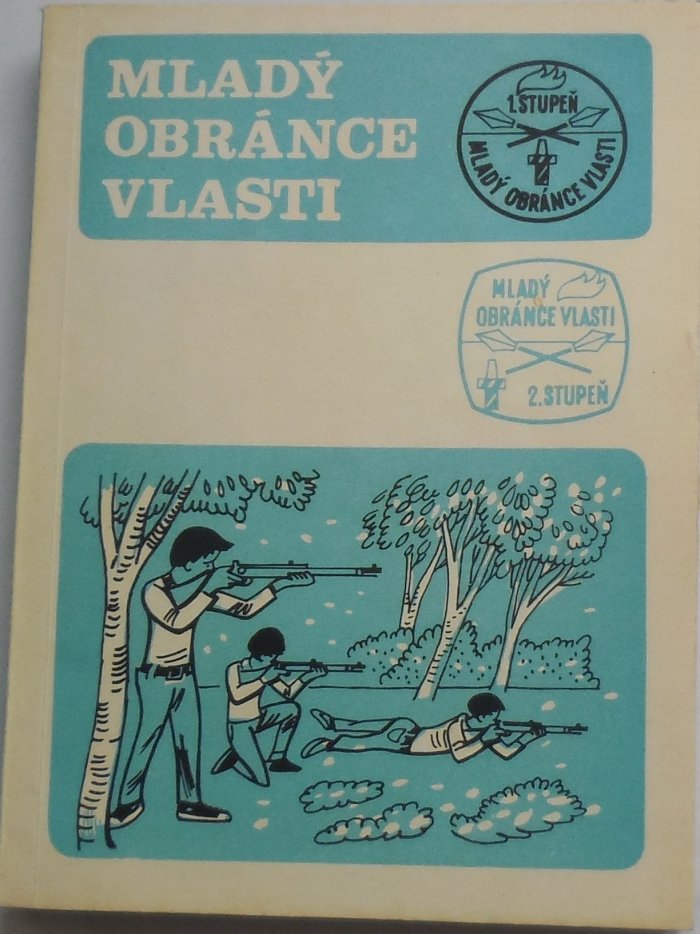 MLADÝ
OBRÁNCE
VLASTI
1.STUPEŇ
MLADÝ OBRÁNCE VLASTI
MLADÝ
OBRÁNCE VLASTI
2.STUPEŇ